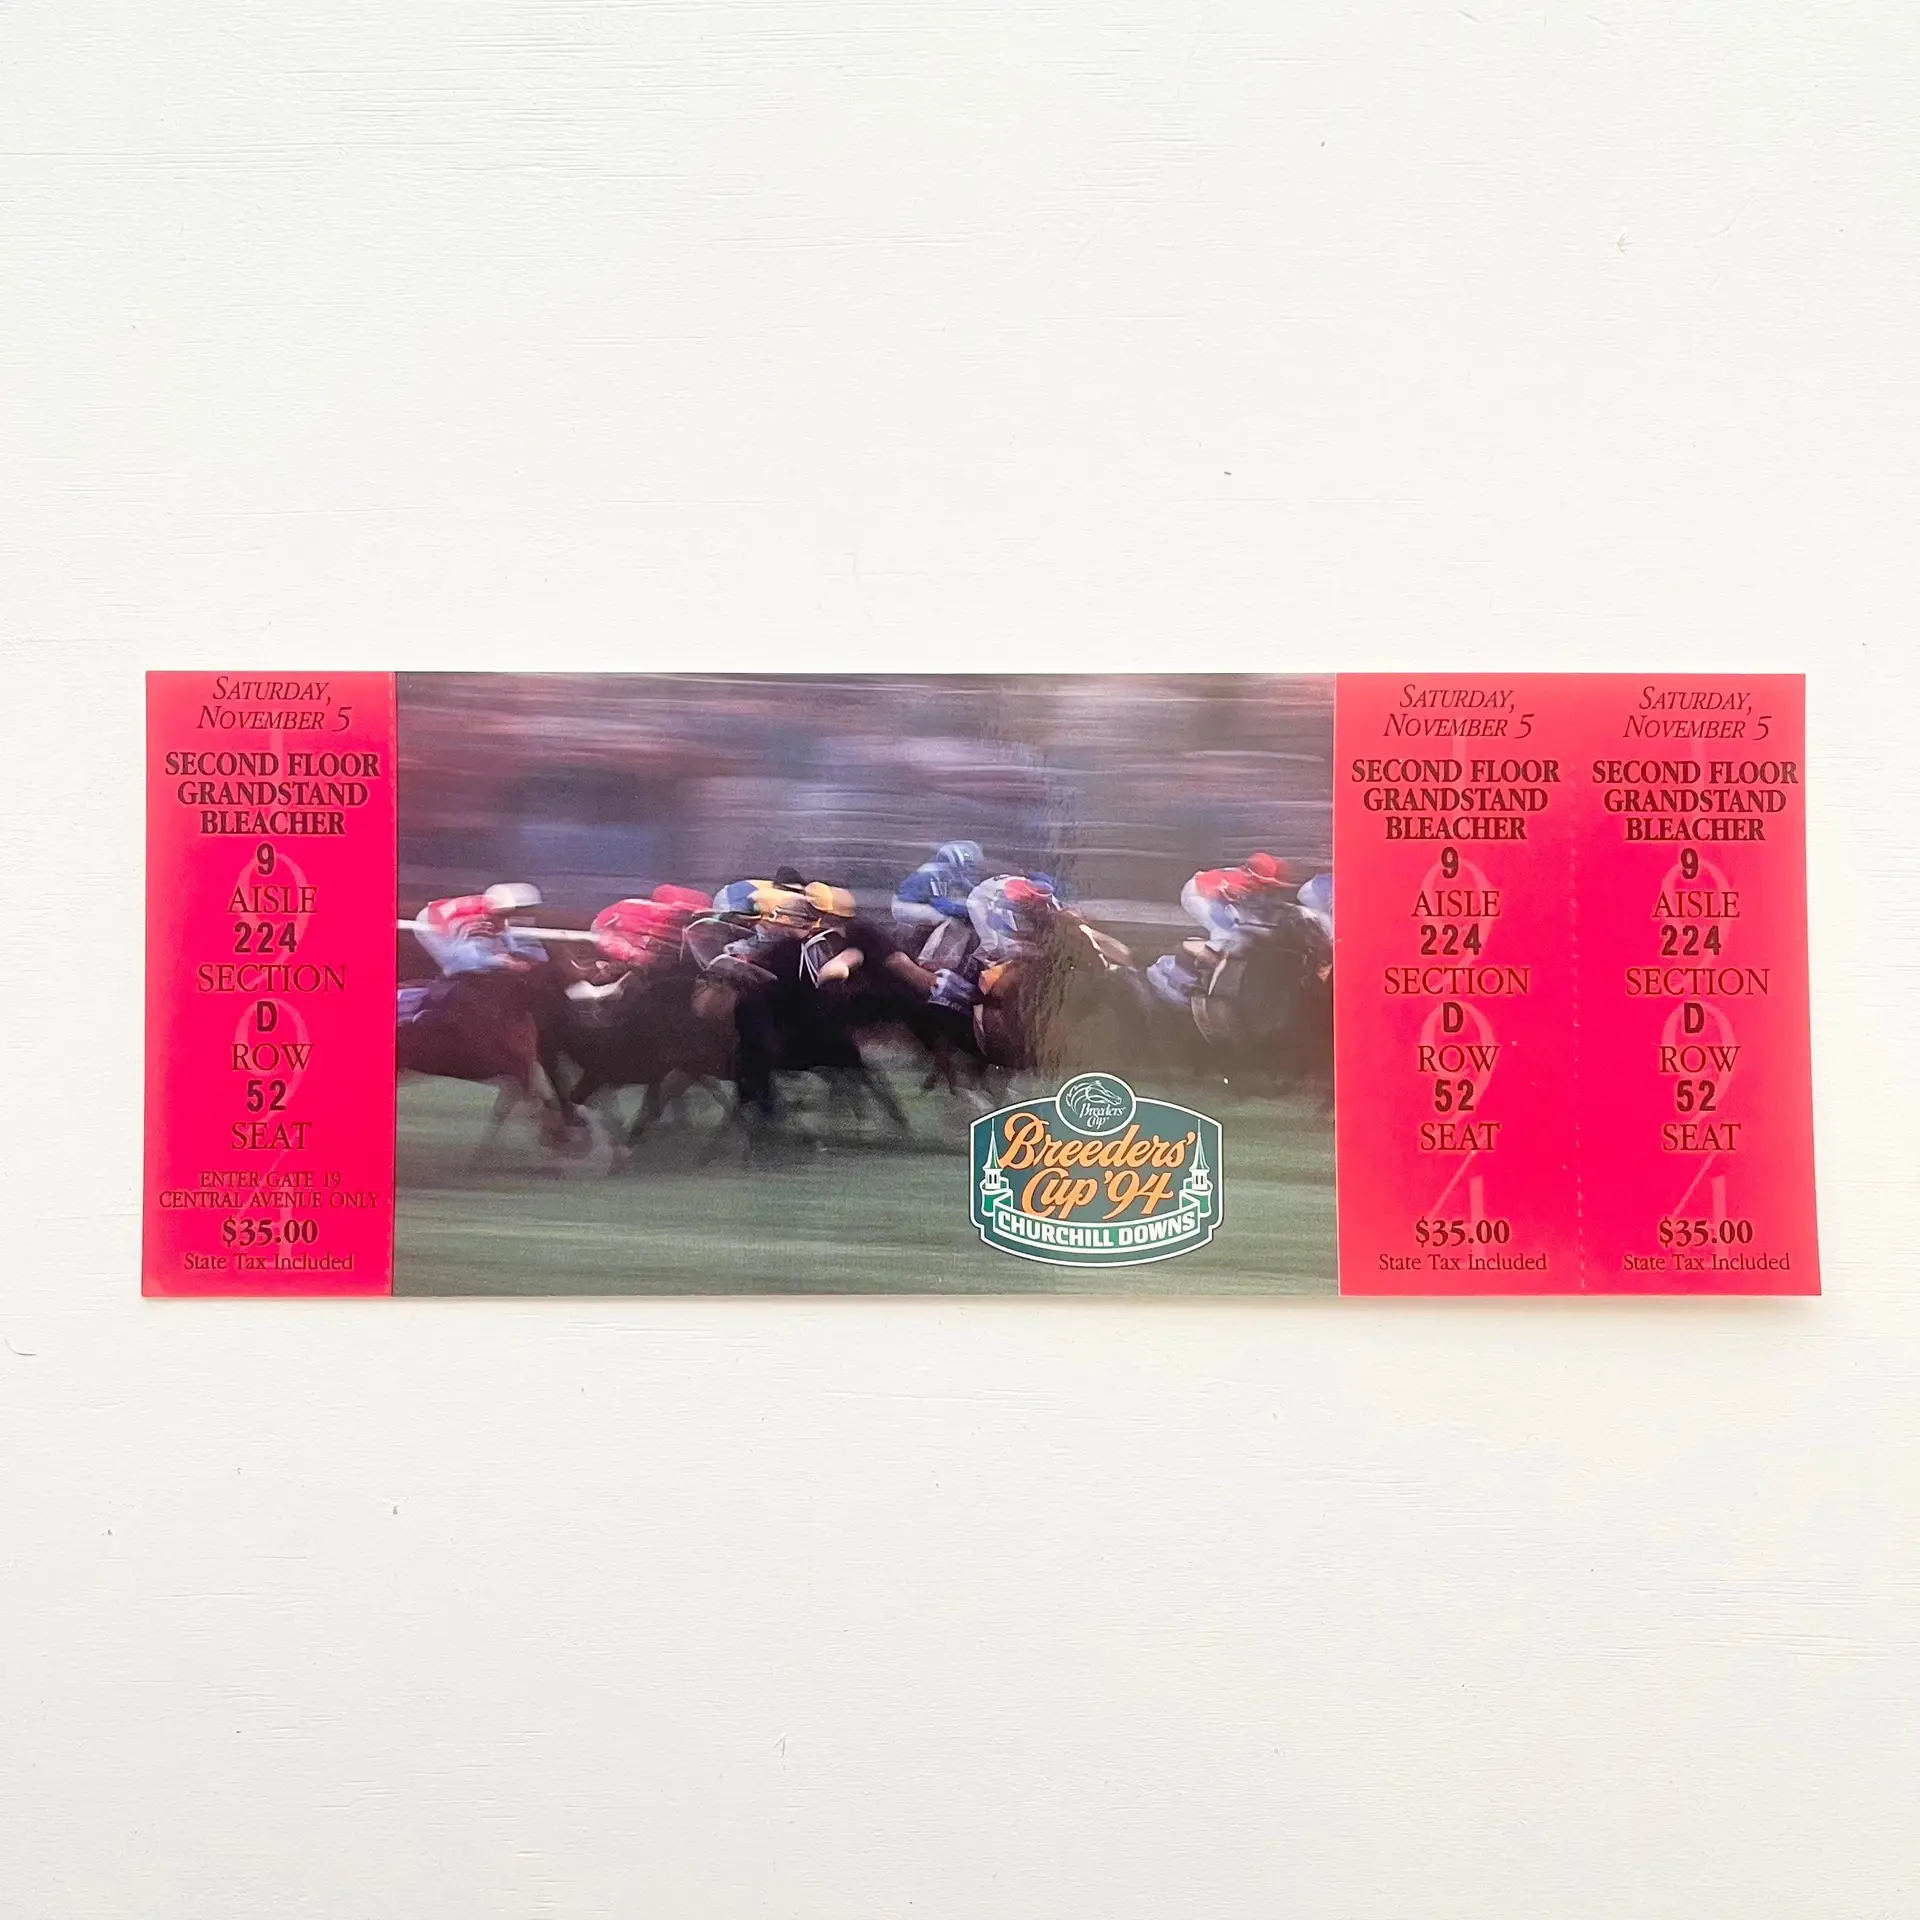 SATURDAY,
NOVEMBER 5
SECOND FLOOR
GRANDSTAND
BLEACHER
9
AISLE
224
SECTION
D
ROW
52
SEAT
ENTER GATE 19
CENTRAL AVENUE ONLY
$35.00
State Tax Included
1994
Breeders'
Cup
Breeders'
Cup '94
CHURCHILL DOWNS
SATURDAY,
NOVEMBER 5
SECOND FLOOR
GRANDSTAND
BLEACHER
9
AISLE
224
SECTION
D
ROW
52
SEAT
$35.00
State Tax Included
1994
SATURDAY,
NOVEMBER 5
SECOND FLOOR
GRANDSTAND
BLEACHER
9
AISLE
224
SECTION
D
ROW
52
SEAT
$35.00
State Tax Included
1994